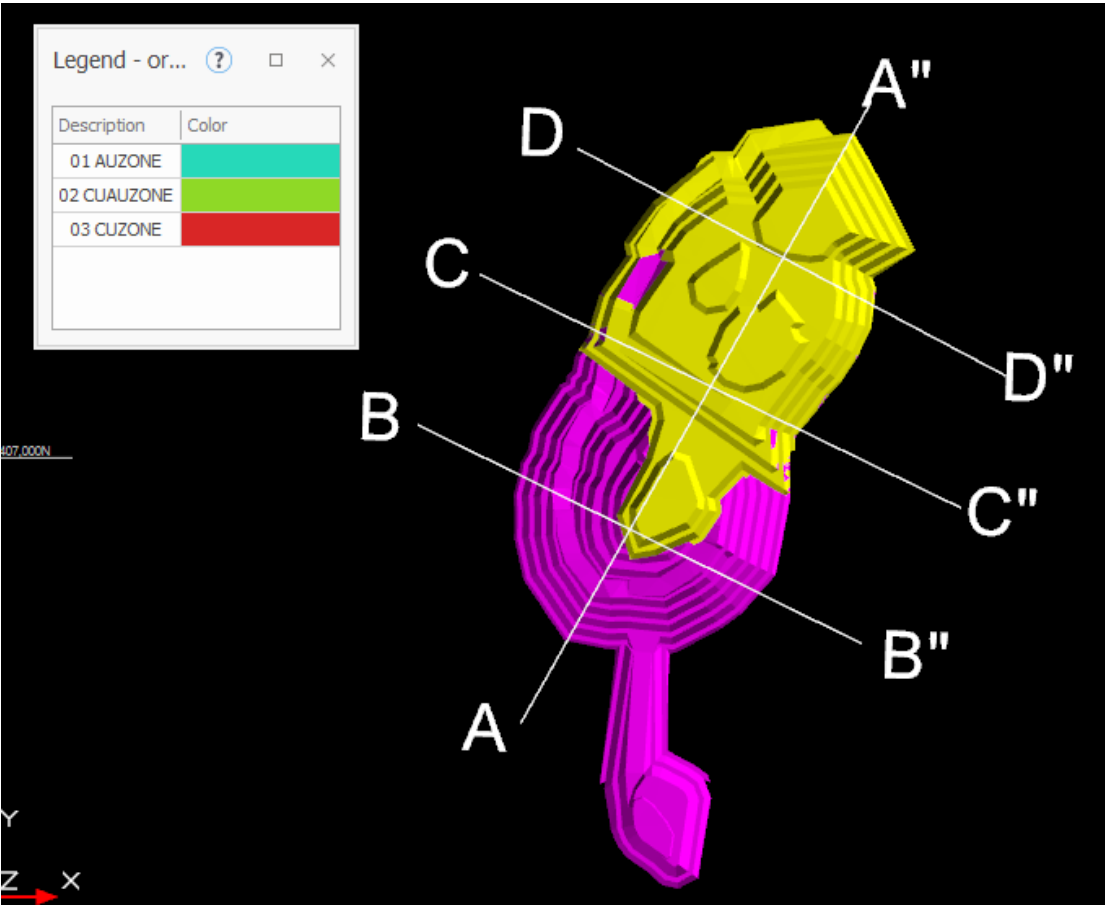 Legend - or... ?
Description Color
01 AUZONE
02 CUAUZONE
03 CUZONE
A"
D
C
D"
B
407,000N
C"
B"
A
Y
Z X